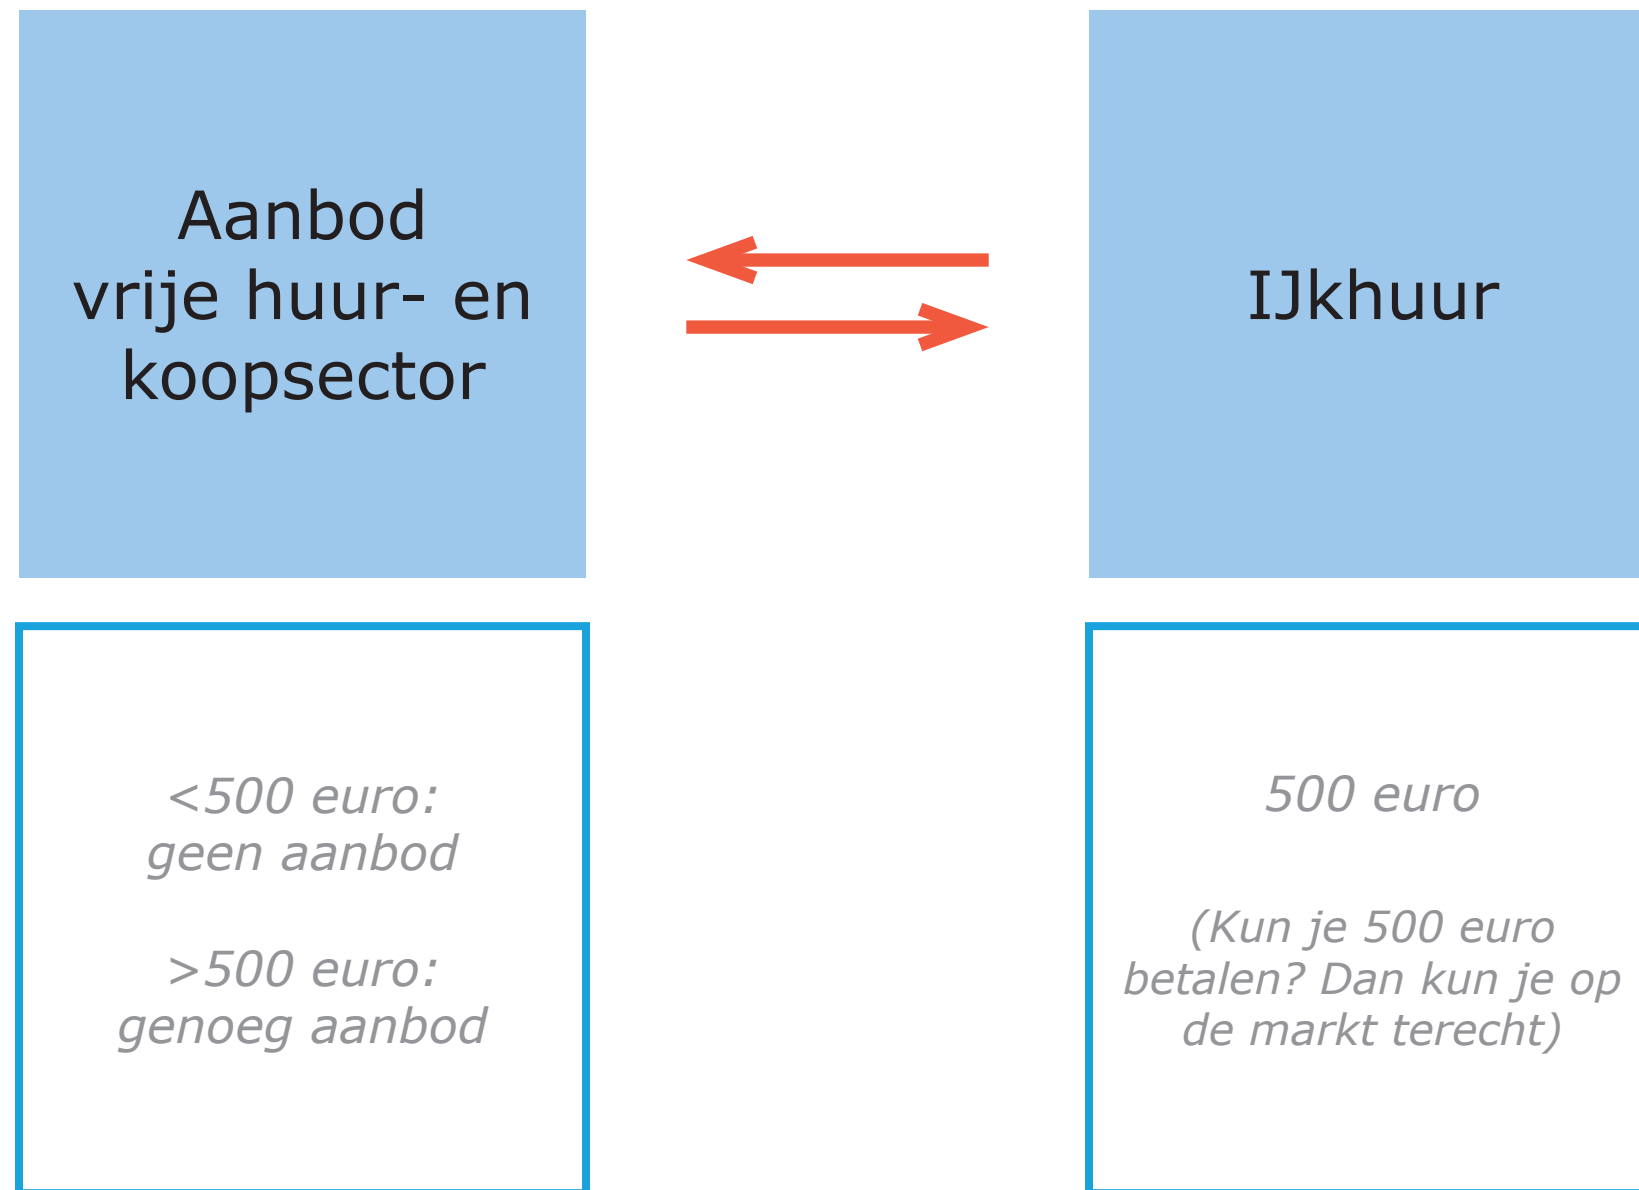 Aanbod
vrije huur- en
koopsector
IJkhuur
<500 euro:
geen aanbod
>500 euro:
genoeg aanbod
500 euro
(Kun je 500 euro
betalen? Dan kun je op
de markt terecht)